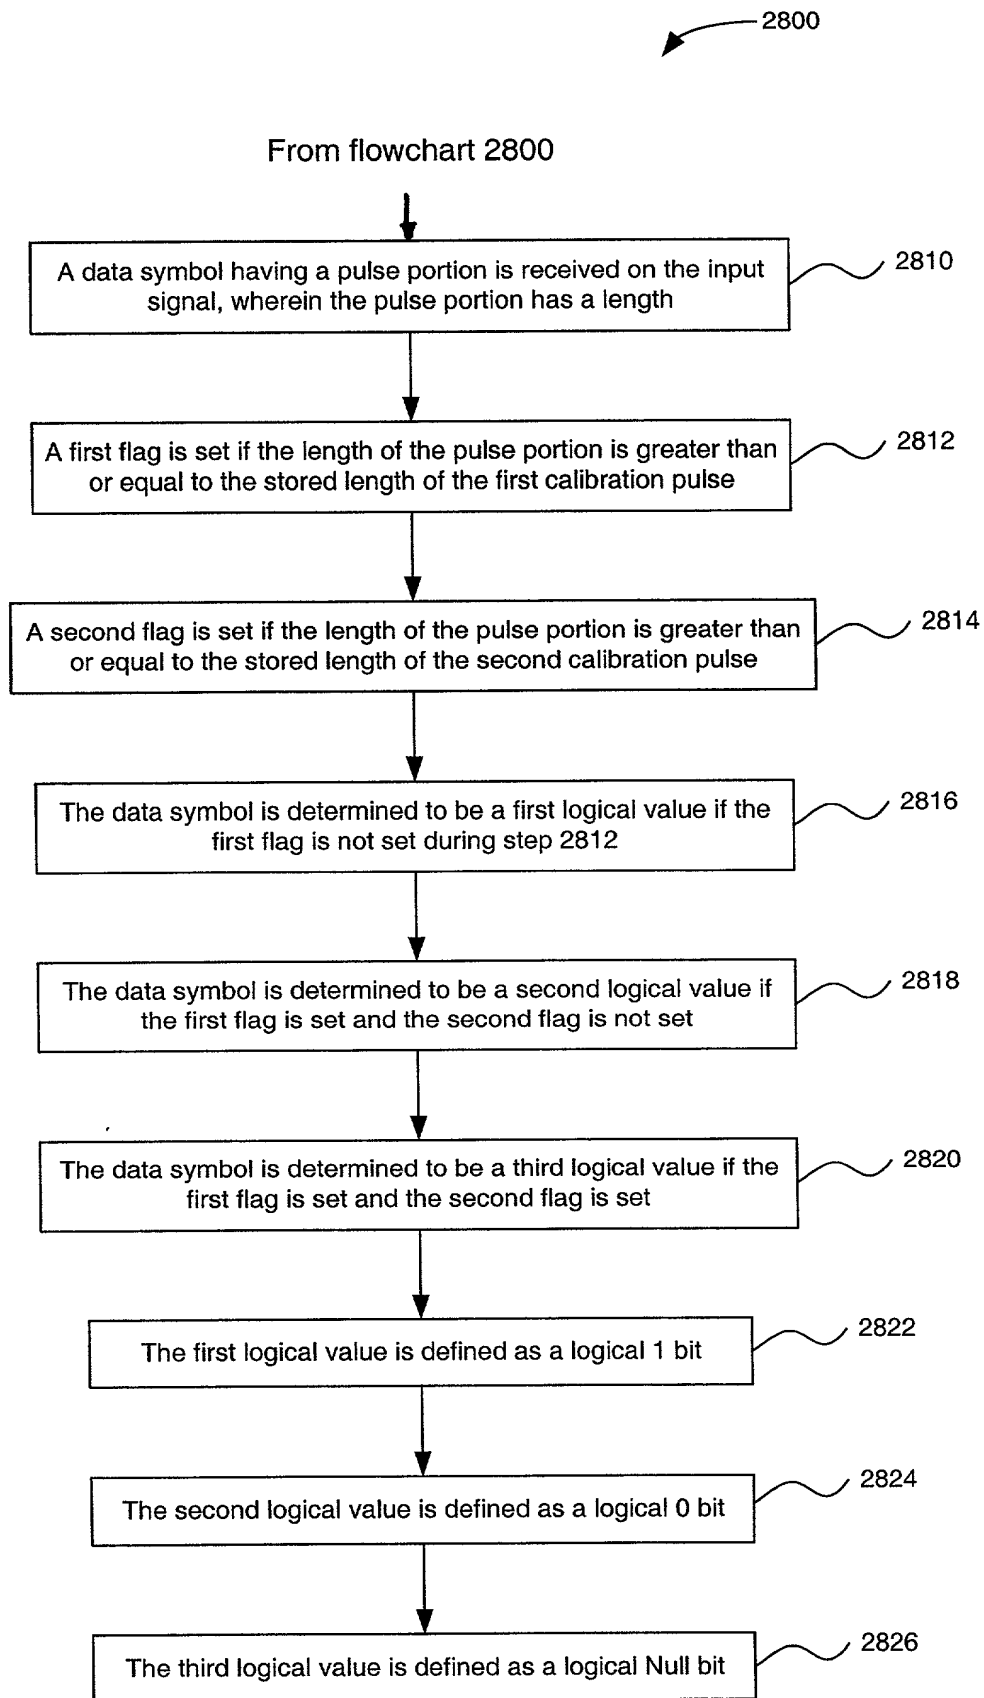 2800
From flowchart 2800
A data symbol having a pulse portion is received on the input
signal, wherein the pulse portion has a length
2810
A first flag is set if the length of the pulse portion is greater than
or equal to the stored length of the first calibration pulse
2812
A second flag is set if the length of the pulse portion is greater than
or equal to the stored length of the second calibration pulse
2814
The data symbol is determined to be a first logical value if the
first flag is not set during step 2812
2816
The data symbol is determined to be a second logical value if
the first flag is set and the second flag is not set
2818
The data symbol is determined to be a third logical value if the
first flag is set and the second flag is set
2820
The first logical value is defined as a logical 1 bit
2822
The second logical value is defined as a logical 0 bit
2824
The third logical value is defined as a logical Null bit
2826